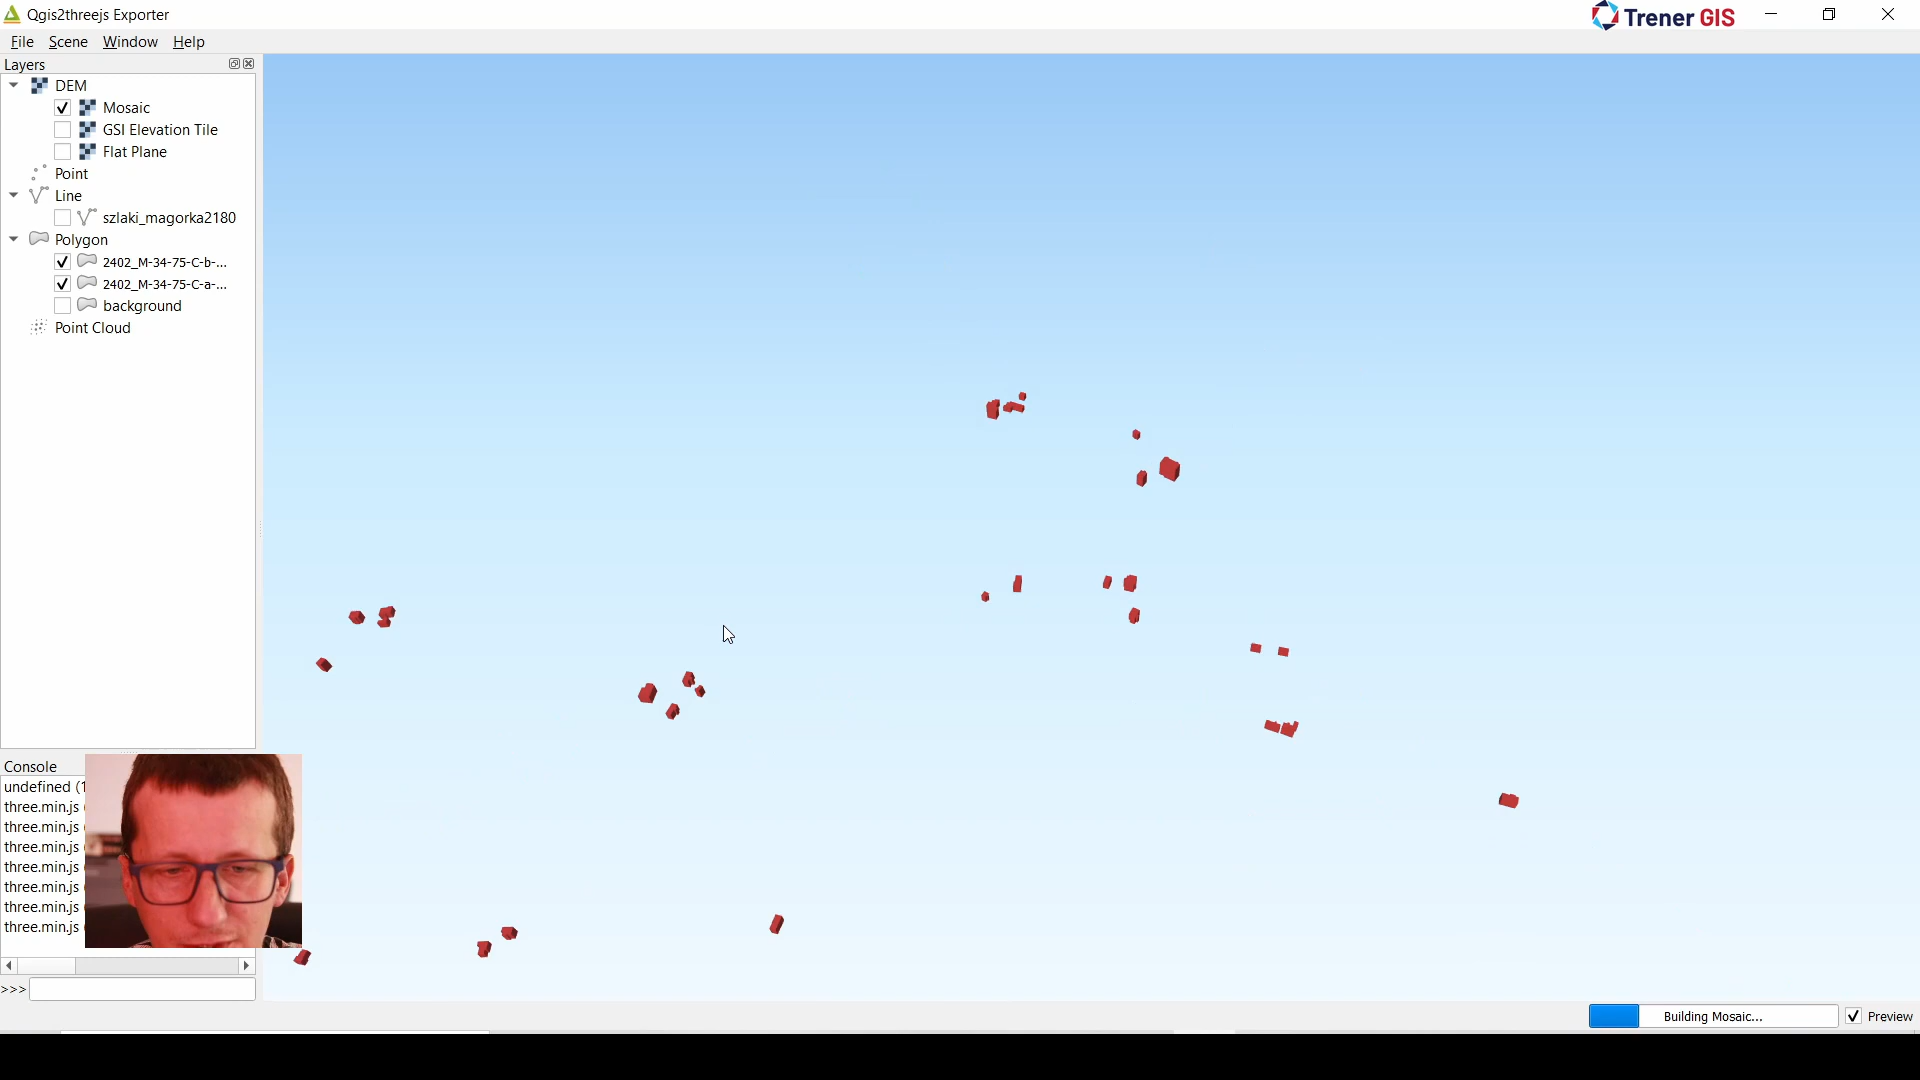 Qgis2threejs Exporter
Trener GIS
File Scene Window Help
Layers
DEM
Mosaic
GSI Elevation Tile
Flat Plane
Point
Line
szlaki_magorka2180
Polygon
2402_M-34-75-C-b-...
2402_M-34-75-C-a-...
background
Point Cloud
Console
undefined (1
three.min.js
three.min.js
three.min.js
three.min.js
three.min.js
three.min.js
three.min.js
>>>
Building Mosaic...
Preview